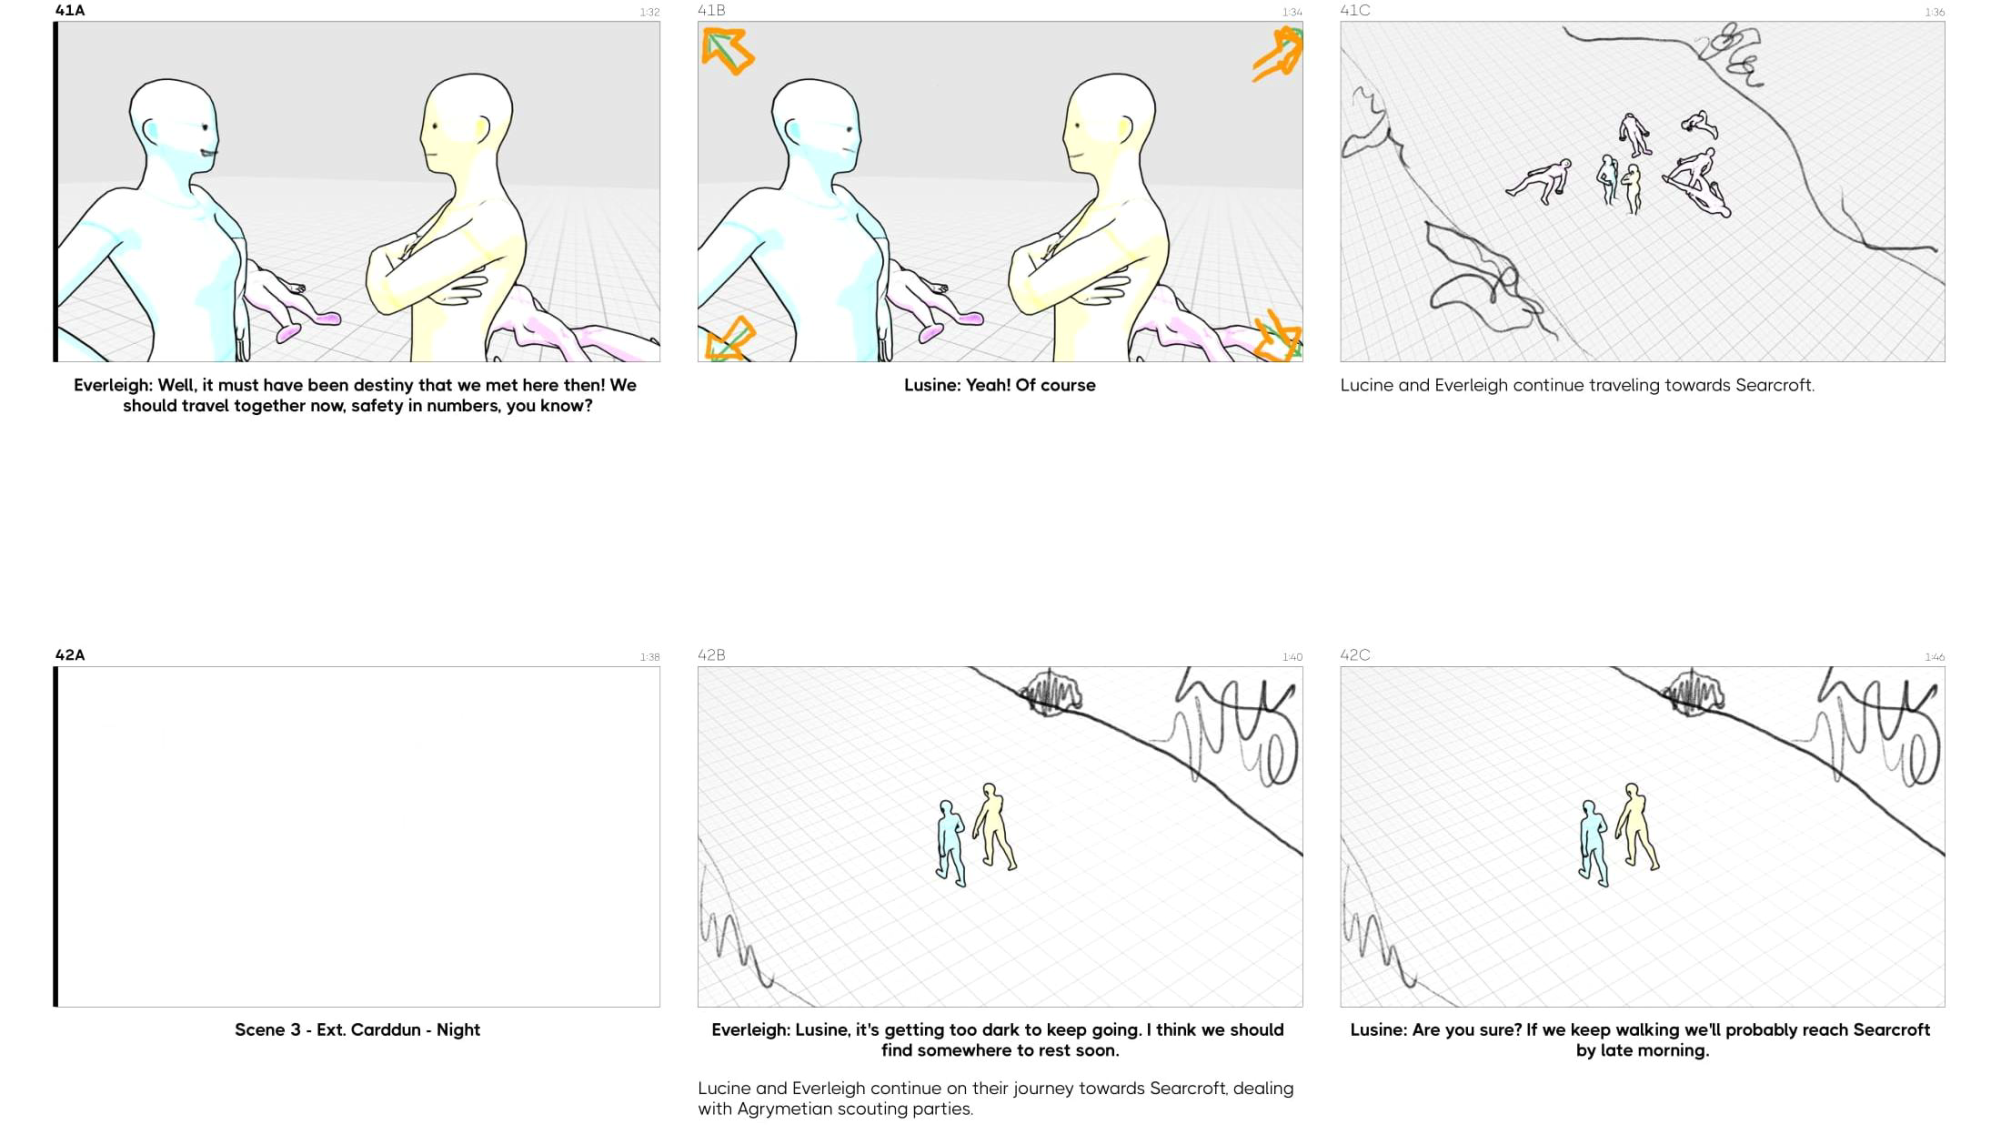 41A 1:32
Everleigh: Well, it must have been destiny that we met here then! We
should travel together now, safety in numbers, you know?
41B 1:34
Lusine: Yeah! Of course
41C 1:36
Lucine and Everleigh continue traveling towards Searcroft.
42A 1:38
Scene 3 - Ext. Carddun - Night
42B 1:40
Everleigh: Lusine, it's getting too dark to keep going. I think we should
find somewhere to rest soon.
Lucine and Everleigh continue on their journey towards Searcroft, dealing
with Agrymetian scouting parties.
42C 1:46
Lusine: Are you sure? If we keep walking we'll probably reach Searcroft
by late morning.